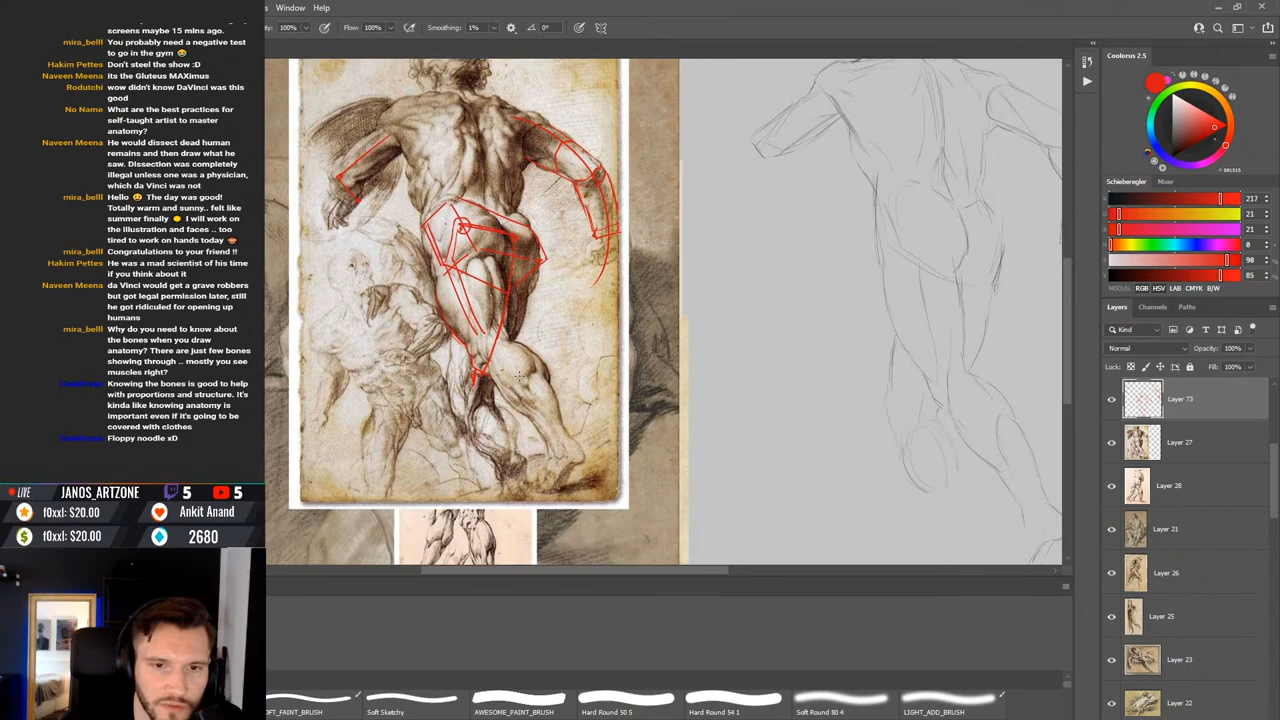 Window
Help
100%
Flow:
100%
Smoothing:
1%
0°
screens maybe 15 mins ago.
mira_belll You probably need a negative test
to go in the gym 😂
Hakim Pettes Don't steel the show :D
Naveen Meena its the Gluteus MAXimus
Rodutchi wow didn't know DaVinci was this
good
No Name What are the best practices for
self-taught artist to master
anatomy?
Naveen Meena He would dissect dead human
remains and then draw what he
saw. Dissection was completely
illegal unless one was a physician,
which da Vinci was not
mira_belll Hello 😀 The day was good!
Totally warm and sunny.. felt like
summer finally 🌞 I will work on
the illustration and faces .. too
tired to work on hands today
mira_belll Congratulations to your friend !!
Hakim Pettes He was a mad scientist of his time
if you think about it
Naveen Meena da Vinci would get a grave robbers
but got legal permission later, still
he got ridiculed for opening up
humans
mira_belll Why do you need to know about
the bones when you draw
anatomy? There are just few bones
showing through .. mostly you see
muscles right?
Knowing the bones is good to help
with proportions and structure. It's
kinda like knowing anatomy is
important even if it's going to be
covered with clothes
Floppy noodle xD
LIVE JANOS_ARTZONE 5 5
f0xxl: $20.00 Ankit Anand
f0xxl: $20.00 2680
Coolorus 2.5
D91515
Schieberegler Mixer
R 217
G 21
B 21
H 0
S 90
V 85
MODUS: RGB HSV LAB CMYK B/W
Layers Channels Paths
Kind
Normal Opacity: 100%
Lock: Fill: 100%
Layer 73
Layer 27
Layer 28
Layer 21
Layer 26
Layer 25
Layer 23
Layer 22
OFT_FAINT_BRUSH
Soft Sketchy
AWESOME_PAINT_BRUSH
Hard Round 50 5
Hard Round 54 1
Soft Round 80 4
LIGHT_ADD_BRUSH